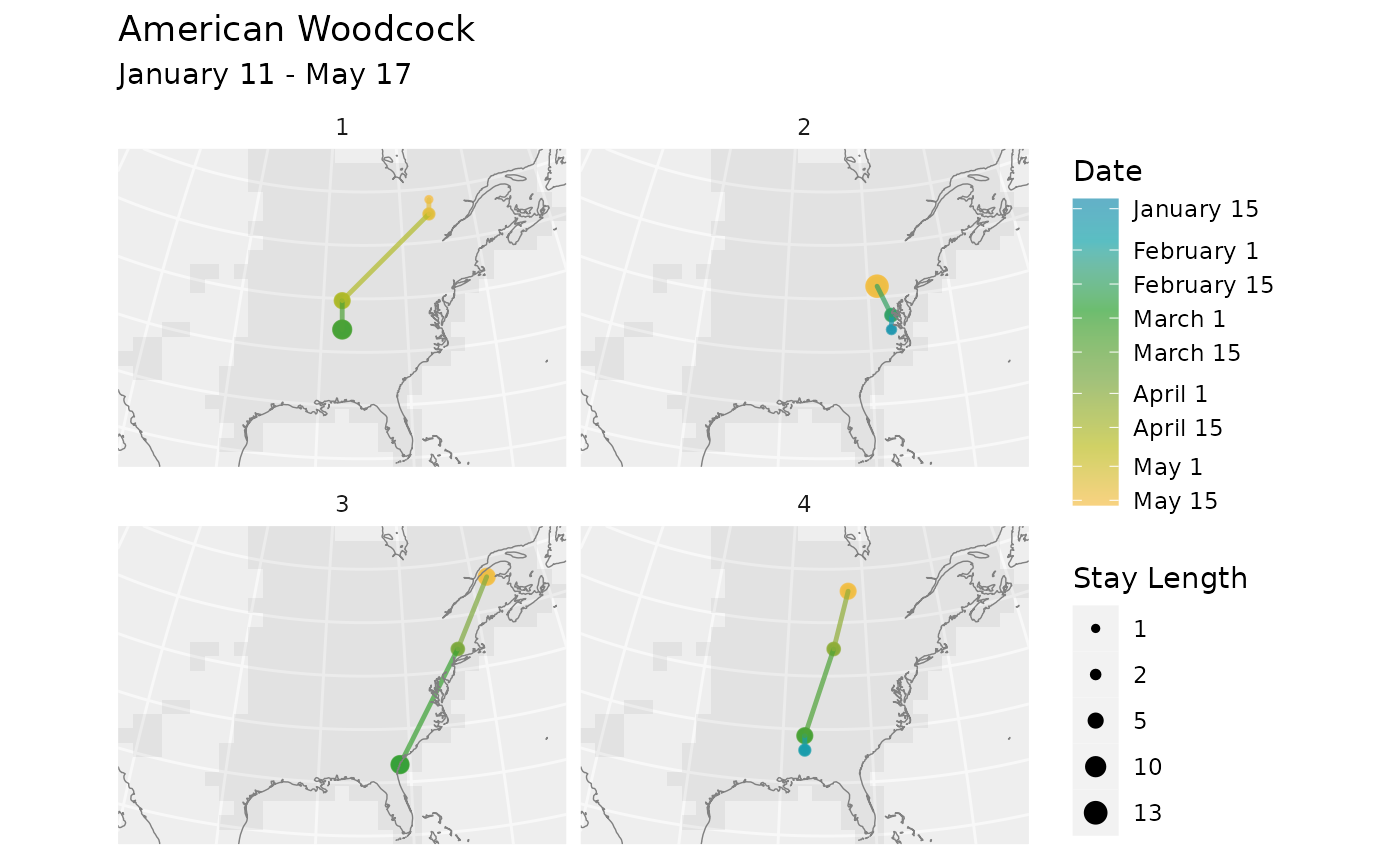 American Woodcock
January 11 - May 17
1
2
3
4
Date
January 15
February 1
February 15
March 1
March 15
April 1
April 15
May 1
May 15
Stay Length
1
2
5
10
13